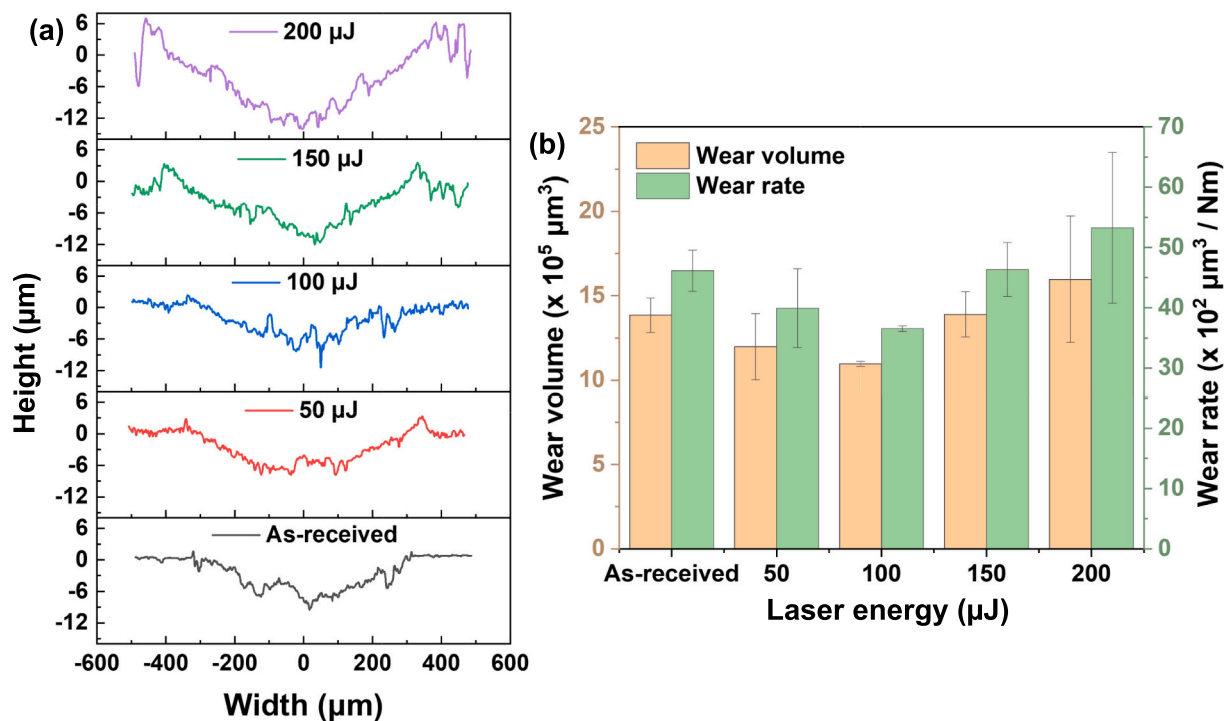 (a)
200 µJ
6
0
-6
-12
150 µJ
6
0
-6
-12
100 µJ
6
0
-6
-12
50 µJ
6
0
-6
-12
As-received
6
0
-6
-12
-600 -400 -200 0 200 400 600
Height (µm)
Width (µm)
(b)
Wear volume
Wear rate
25
20
15
10
5
0
Wear volume (x 10⁵ µm³)
70
60
50
40
30
20
10
0
Wear rate (x 10² µm³ / Nm)
As-received 50 100 150 200
Laser energy (µJ)